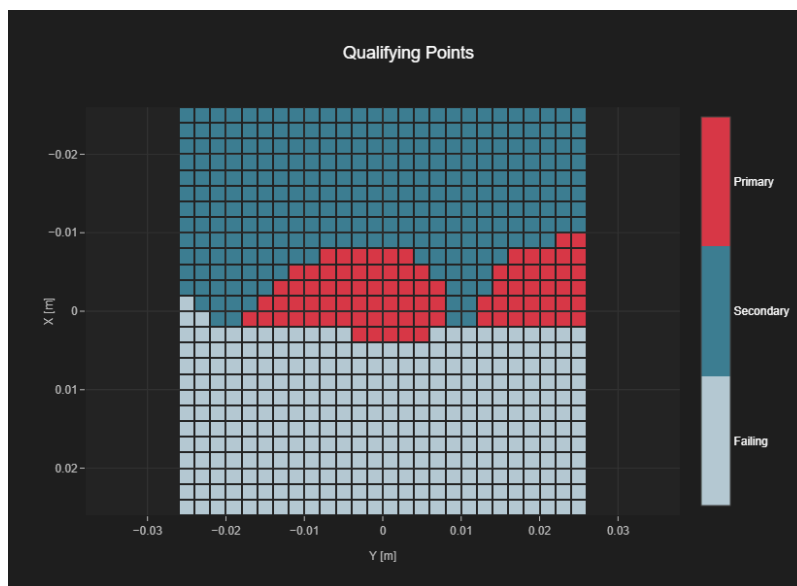 Qualifying Points
−0.02
−0.01
0
0.01
0.02
X [m]
−0.03
−0.02
−0.01
0
0.01
0.02
0.03
Y [m]
Primary
Secondary
Failing